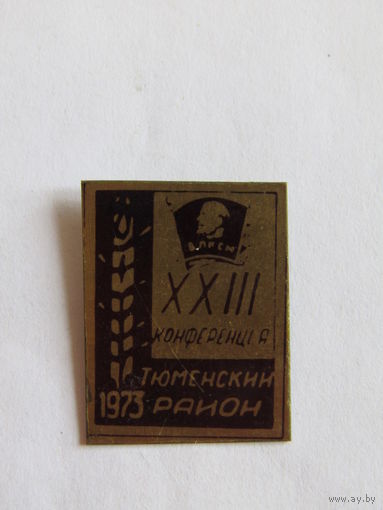 ВЛКСМ
XXIII
КОНФЕРЕНЦИЯ
ТЮМЕНСКИЙ
1973 РАЙОН
www.ay.by